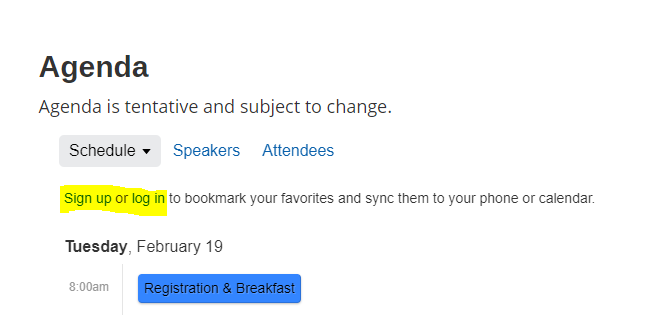 Agenda
Agenda is tentative and subject to change.
Schedule Speakers Attendees
Sign up or log in to bookmark your favorites and sync them to your phone or calendar.
Tuesday, February 19
8:00am Registration & Breakfast